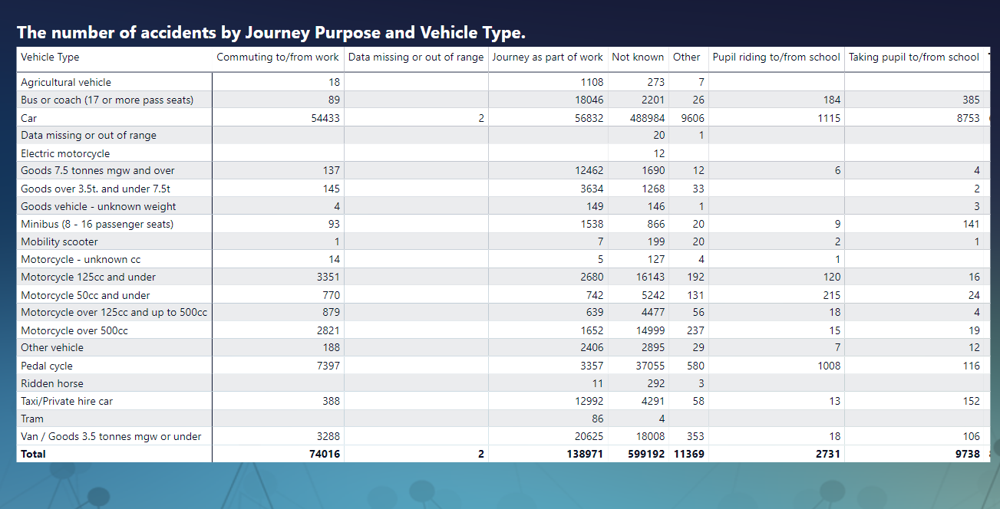 The number of accidents by Journey Purpose and Vehicle Type.
Vehicle Type Commuting to/from work Data missing or out of range Journey as part of work Not known Other Pupil riding to/from school Taking pupil to/from school
Agricultural vehicle 18 1108 273 7
Bus or coach (17 or more pass seats) 89 18046 2201 26 184 385
Car 54433 2 56832 488984 9606 1115 8753
Data missing or out of range 20 1
Electric motorcycle 12
Goods 7.5 tonnes mgw and over 137 12462 1690 12 6 4
Goods over 3.5t. and under 7.5t 145 3634 1268 33 2
Goods vehicle - unknown weight 4 149 146 1 3
Minibus (8 - 16 passenger seats) 93 1538 866 20 9 141
Mobility scooter 1 7 199 20 2 1
Motorcycle - unknown cc 14 5 127 4 1
Motorcycle 125cc and under 3351 2680 16143 192 120 16
Motorcycle 50cc and under 770 742 5242 131 215 24
Motorcycle over 125cc and up to 500cc 879 639 4477 56 18 4
Motorcycle over 500cc 2821 1652 14999 237 15 19
Other vehicle 188 2406 2895 29 7 12
Pedal cycle 7397 3357 37055 580 1008 116
Ridden horse 11 292 3
Taxi/Private hire car 388 12992 4291 58 13 152
Tram 86 4
Van / Goods 3.5 tonnes mgw or under 3288 20625 18008 353 18 106
Total 74016 2 138971 599192 11369 2731 9738